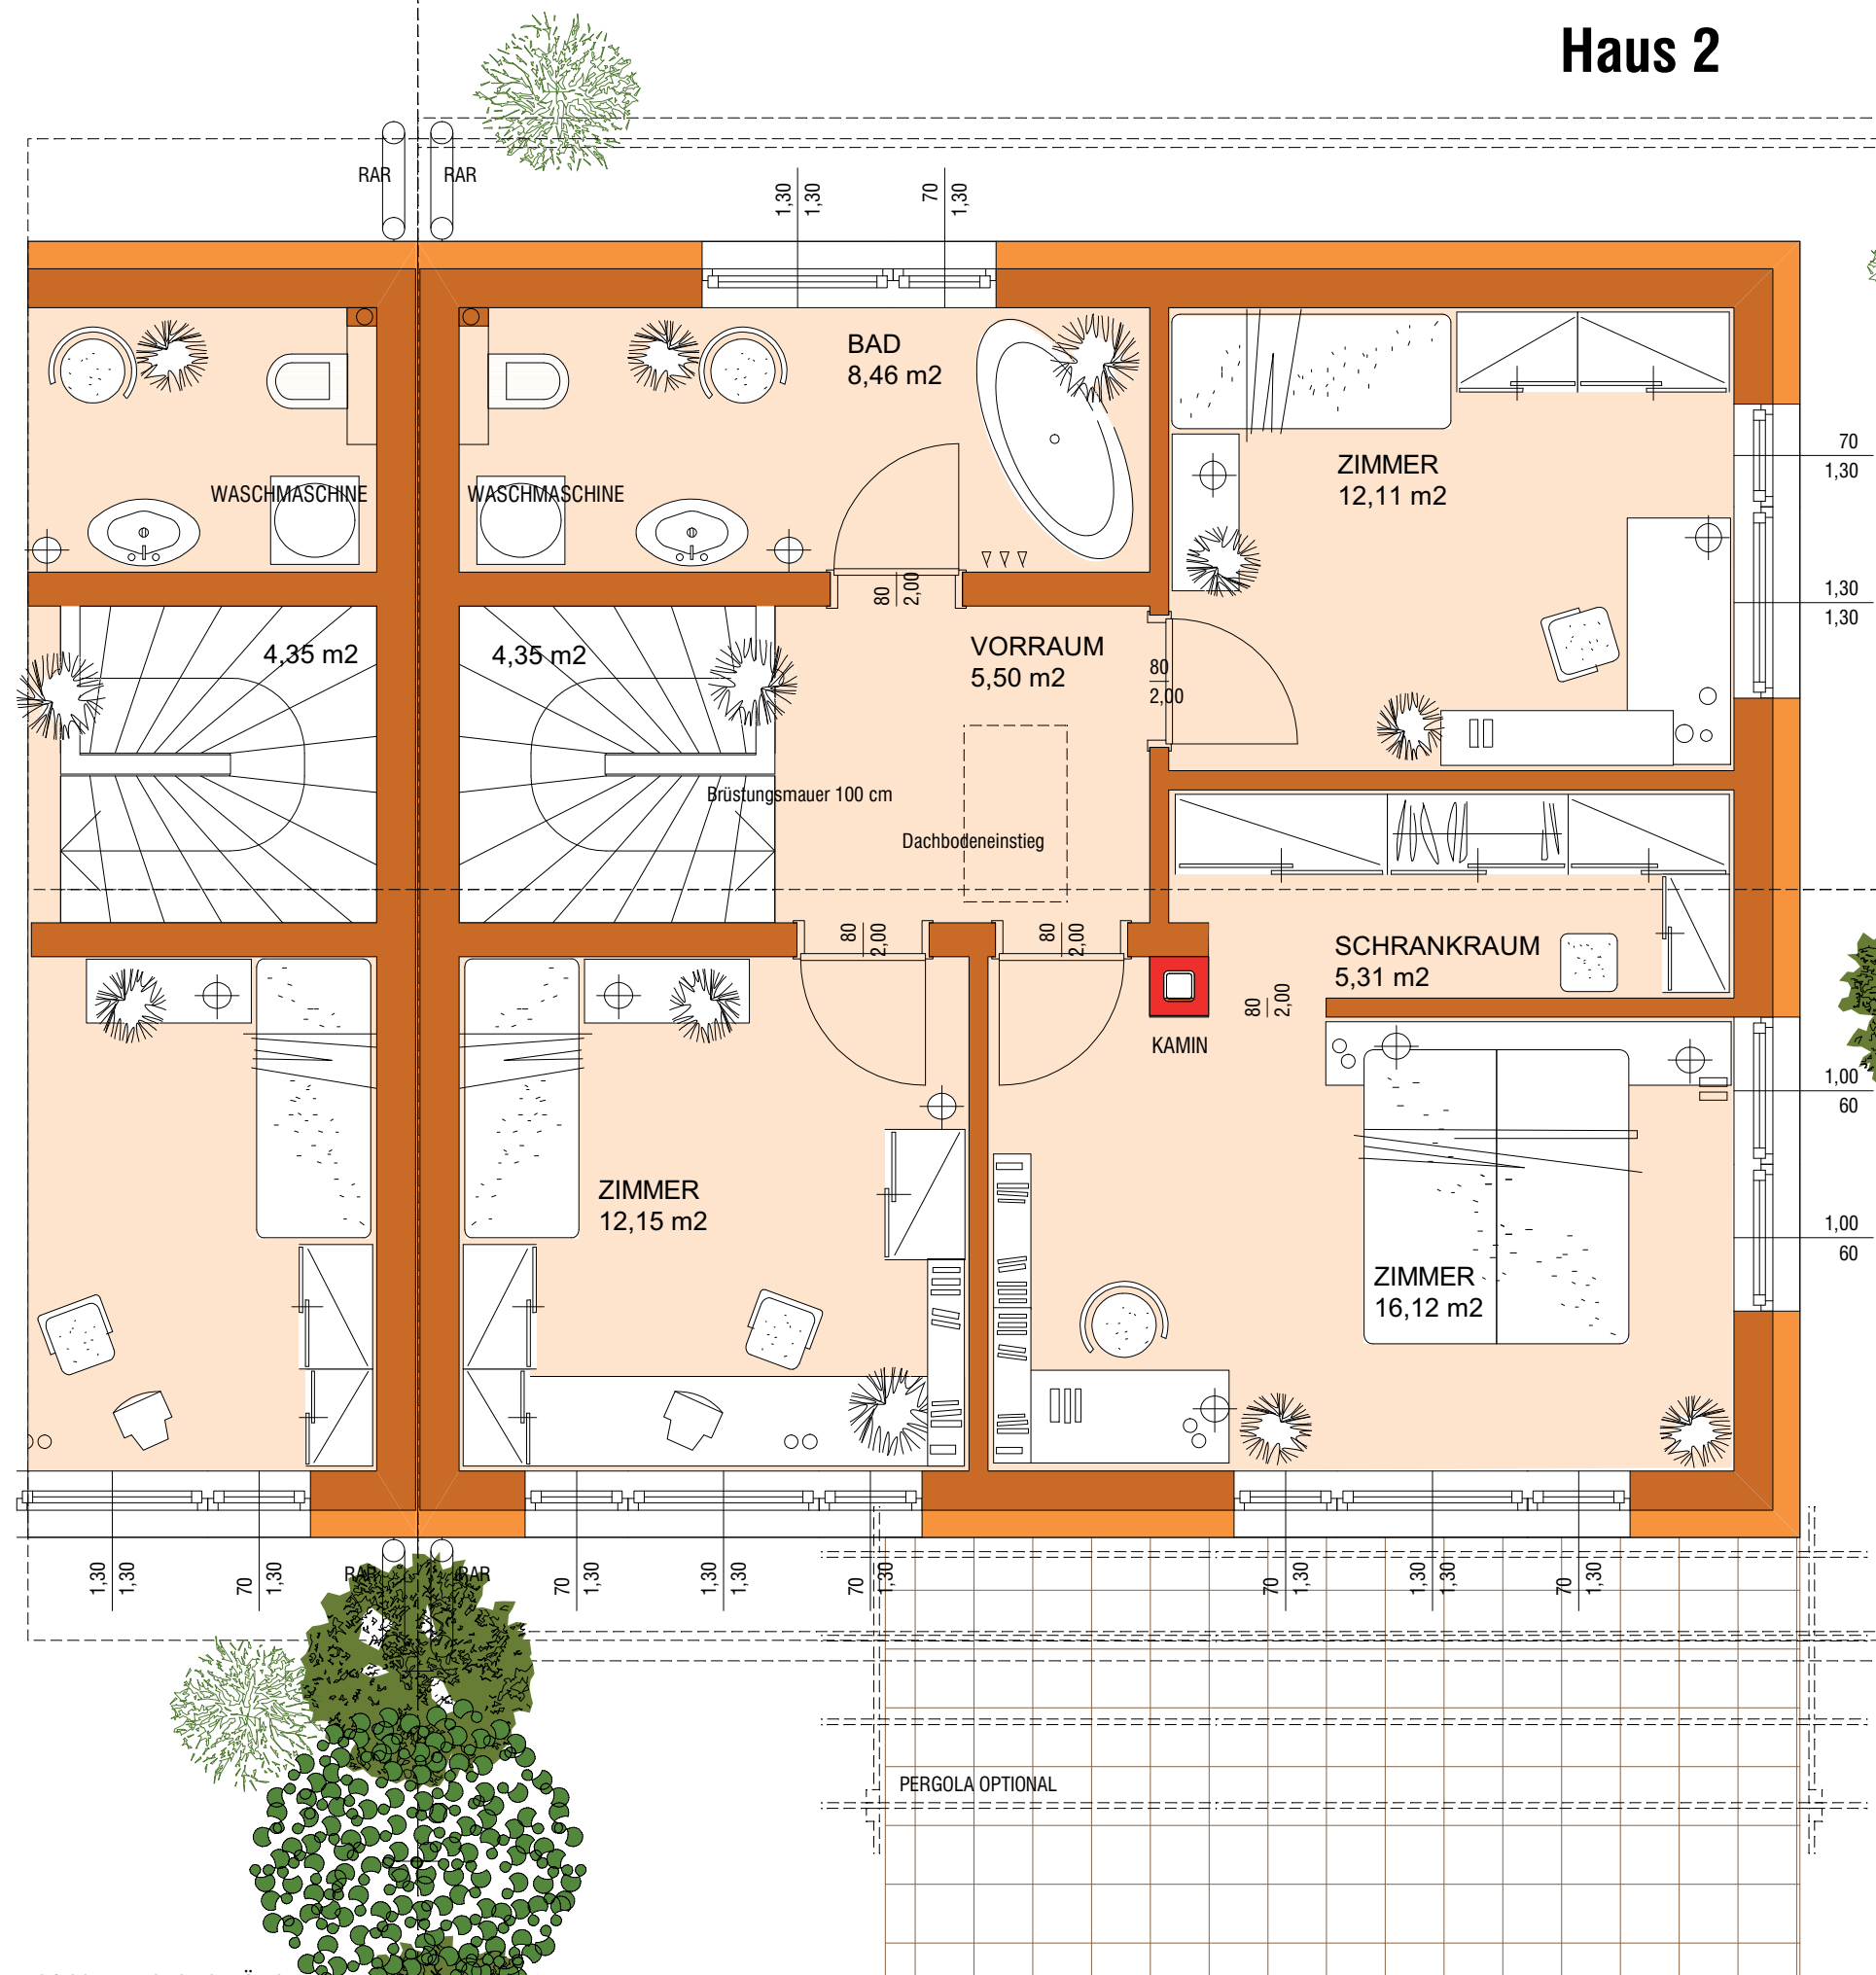 Haus 2
RAR
RAR
1,30
1,30
70
1,30
BAD
8,46 m2
ZIMMER
12,11 m2
70
1,30
WASCHMASCHINE
WASCHMASCHINE
80
2,00
1,30
1,30
4,35 m2
4,35 m2
VORRAUM
5,50 m2
80
2,00
Brüstungsmauer 100 cm
Dachbodeneinstieg
80
2,00
80
2,00
SCHRANKRAUM
5,31 m2
80
2,00
KAMIN
1,00
60
ZIMMER
12,15 m2
1,00
60
ZIMMER
16,12 m2
RAR
RAR
1,30
1,30
70
1,30
70
1,30
1,30
1,30
70
1,30
70
1,30
1,30
1,30
70
1,30
PERGOLA OPTIONAL